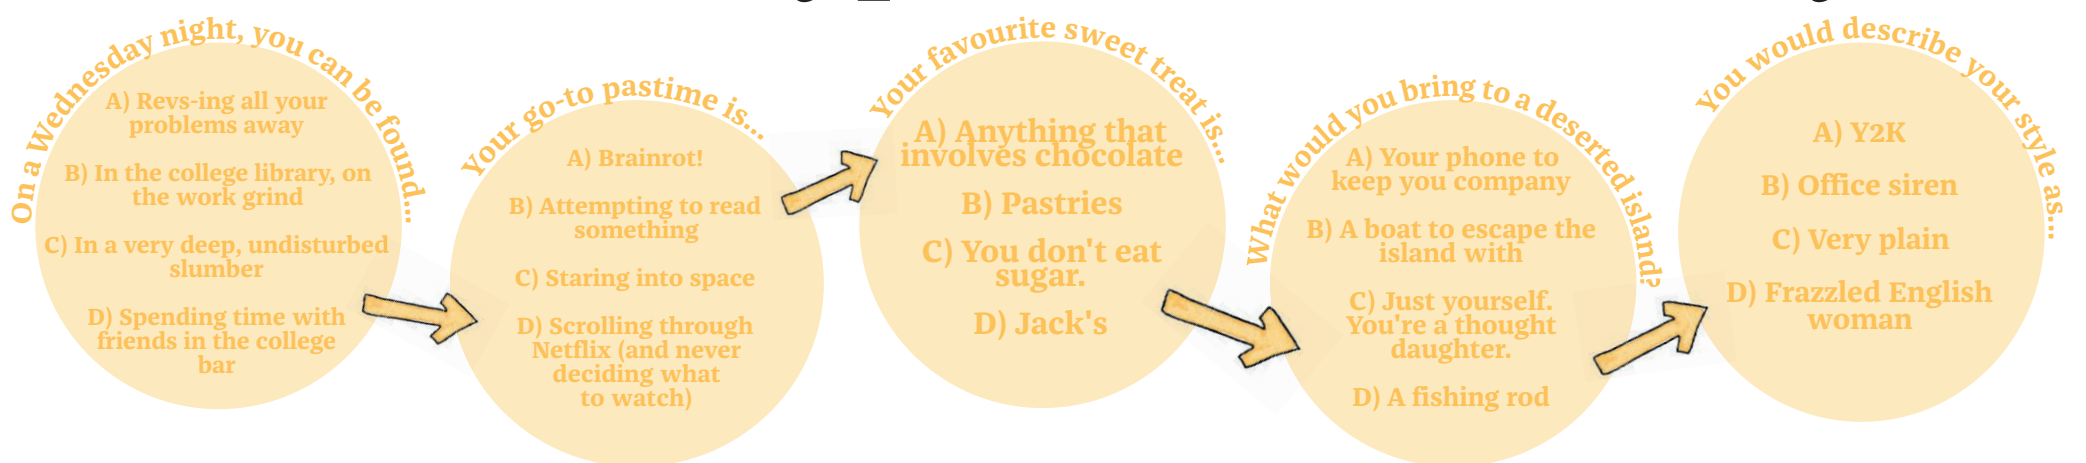 On a Wednesday night, you can be found...
A) Revs-ing all your
problems away
B) In the college library, on
the work grind
C) In a very deep, undisturbed
slumber
D) Spending time with
friends in the college
bar
Your go-to pastime is...
A) Brainrot!
B) Attempting to read
something
C) Staring into space
D) Scrolling through
Netflix (and never
deciding what
to watch)
Your favourite sweet treat is...
A) Anything that
involves chocolate
B) Pastries
C) You don't eat
sugar.
D) Jack's
What would you bring to a deserted island?
A) Your phone to
keep you company
B) A boat to escape the
island with
C) Just yourself.
You're a thought
daughter.
D) A fishing rod
You would describe your style as...
A) Y2K
B) Office siren
C) Very plain
D) Frazzled English
woman